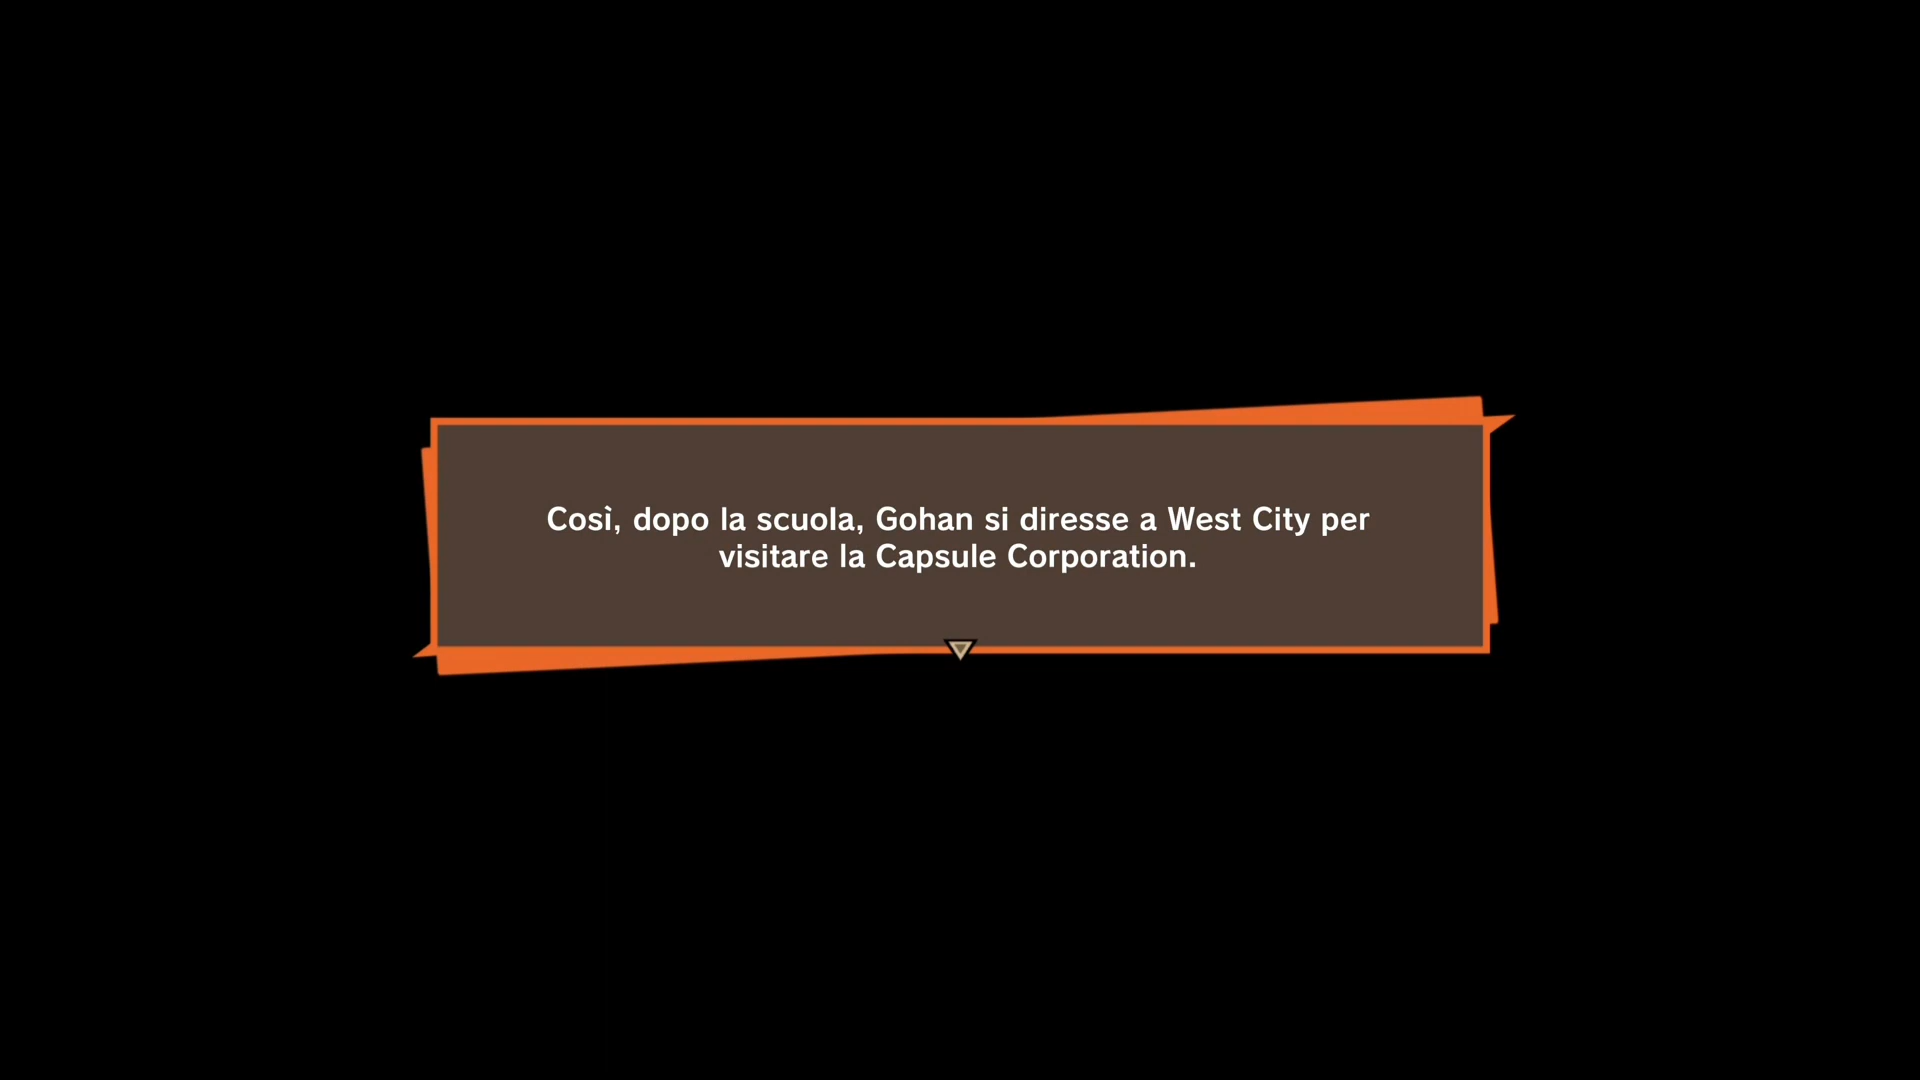 Così, dopo la scuola, Gohan si diresse a West City per
visitare la Capsule Corporation.